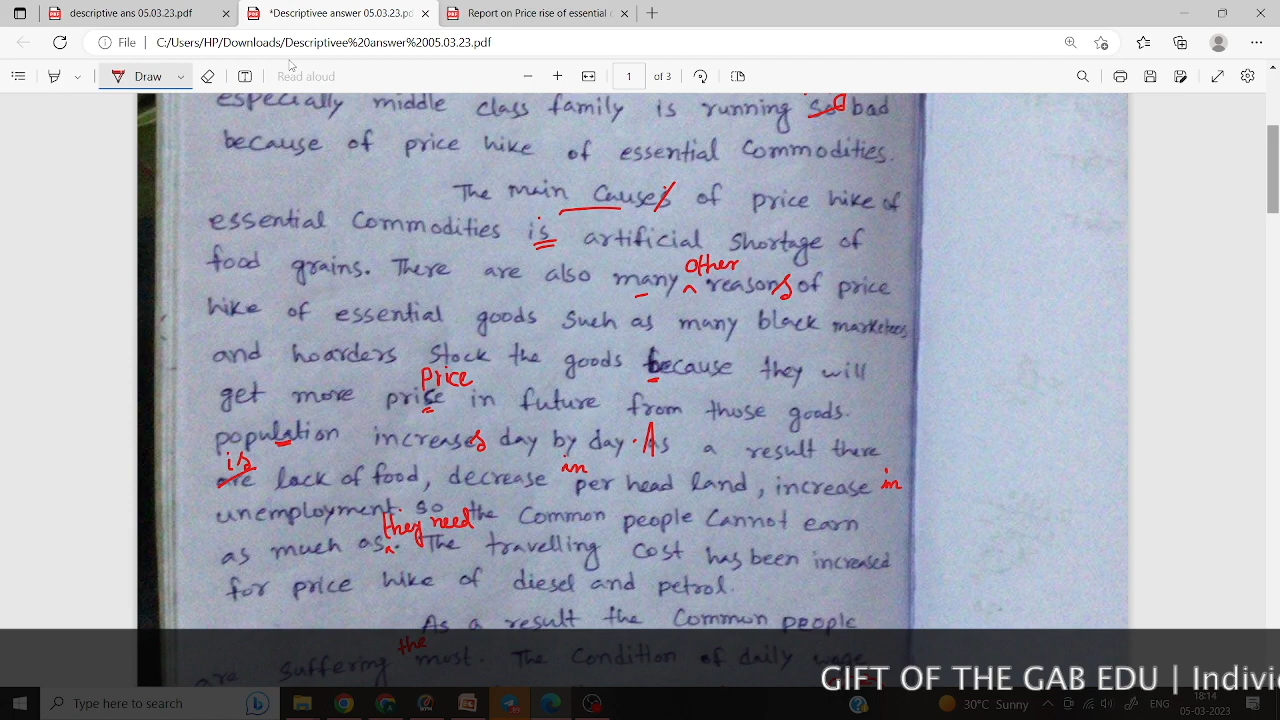 descriptive ans 05.03.23.pdf
*Descriptivee answer 05.03.23.pd
Report on Price rise of essential
File
C:/Users/HP/Downloads/Descriptivee%20answer%2005.03.23.pdf
Draw
Read aloud
1 of 3
especially middle class family is running so a bad
because of price hike of essential Commodities.
The main Causes of price hike of
essential Commodities is artificial shortage of
other
food grains. There are also many reasons of price
hike of essential goods such as many black marketees
and hoarders stock the goods because they will
price
get more prise in future from those goods.
population increases day by day. As a result there
is in in
are lack of food, decrease per head land, increase
unemployment. So the Common people Cannot earn
they need
as much as. The travelling cost has been increased
for price hike of diesel and petrol.
As a result the Common people
the
are suffering most. The Condition of daily wage
GIFT OF THE GAB EDU | Individ
Type here to search
30°C Sunny
ENG
18:14
05-03-2023